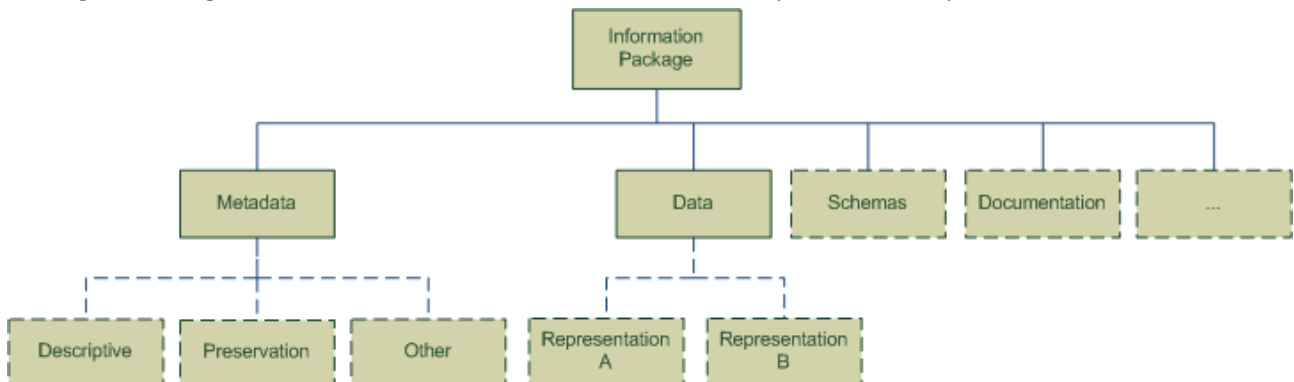 Information
Package
Metadata
Data
Schemas
Documentation
...
Descriptive
Preservation
Other
Representation
A
Representation
B